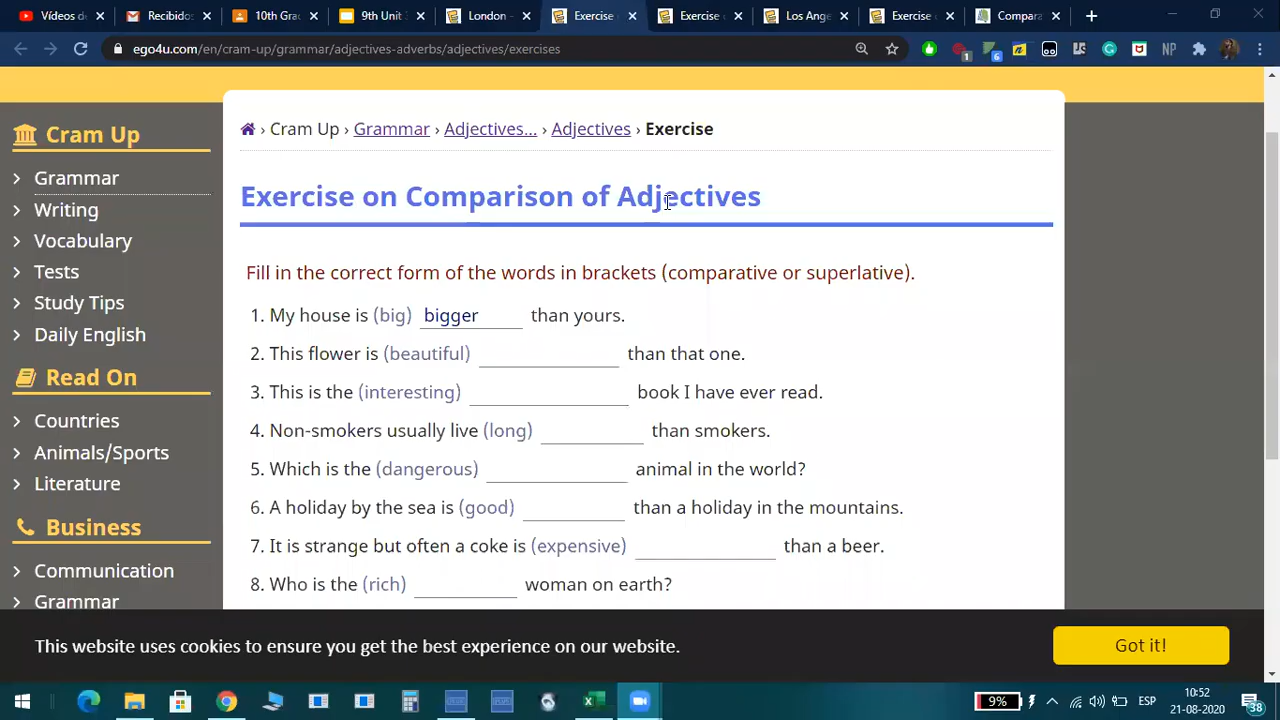 Vídeos de
Recibidos
10th Grac
9th Unit
London -
Exercise
Exercise
Los Ange
Exercise
Compara
ego4u.com/en/cram-up/grammar/adjectives-adverbs/adjectives/exercises
1
6
NP
Cram Up
Grammar
Writing
Vocabulary
Tests
Study Tips
Daily English
Read On
Countries
Animals/Sports
Literature
Business
Communication
Grammar
› Cram Up › Grammar › Adjectives... › Adjectives › Exercise
Exercise on Comparison of Adjectives
Fill in the correct form of the words in brackets (comparative or superlative).
1. My house is (big) bigger than yours.
2. This flower is (beautiful) than that one.
3. This is the (interesting) book I have ever read.
4. Non-smokers usually live (long) than smokers.
5. Which is the (dangerous) animal in the world?
6. A holiday by the sea is (good) than a holiday in the mountains.
7. It is strange but often a coke is (expensive) than a beer.
8. Who is the (rich) woman on earth?
This website uses cookies to ensure you get the best experience on our website.
Got it!
9%
ESP
10:52
21-08-2020
38